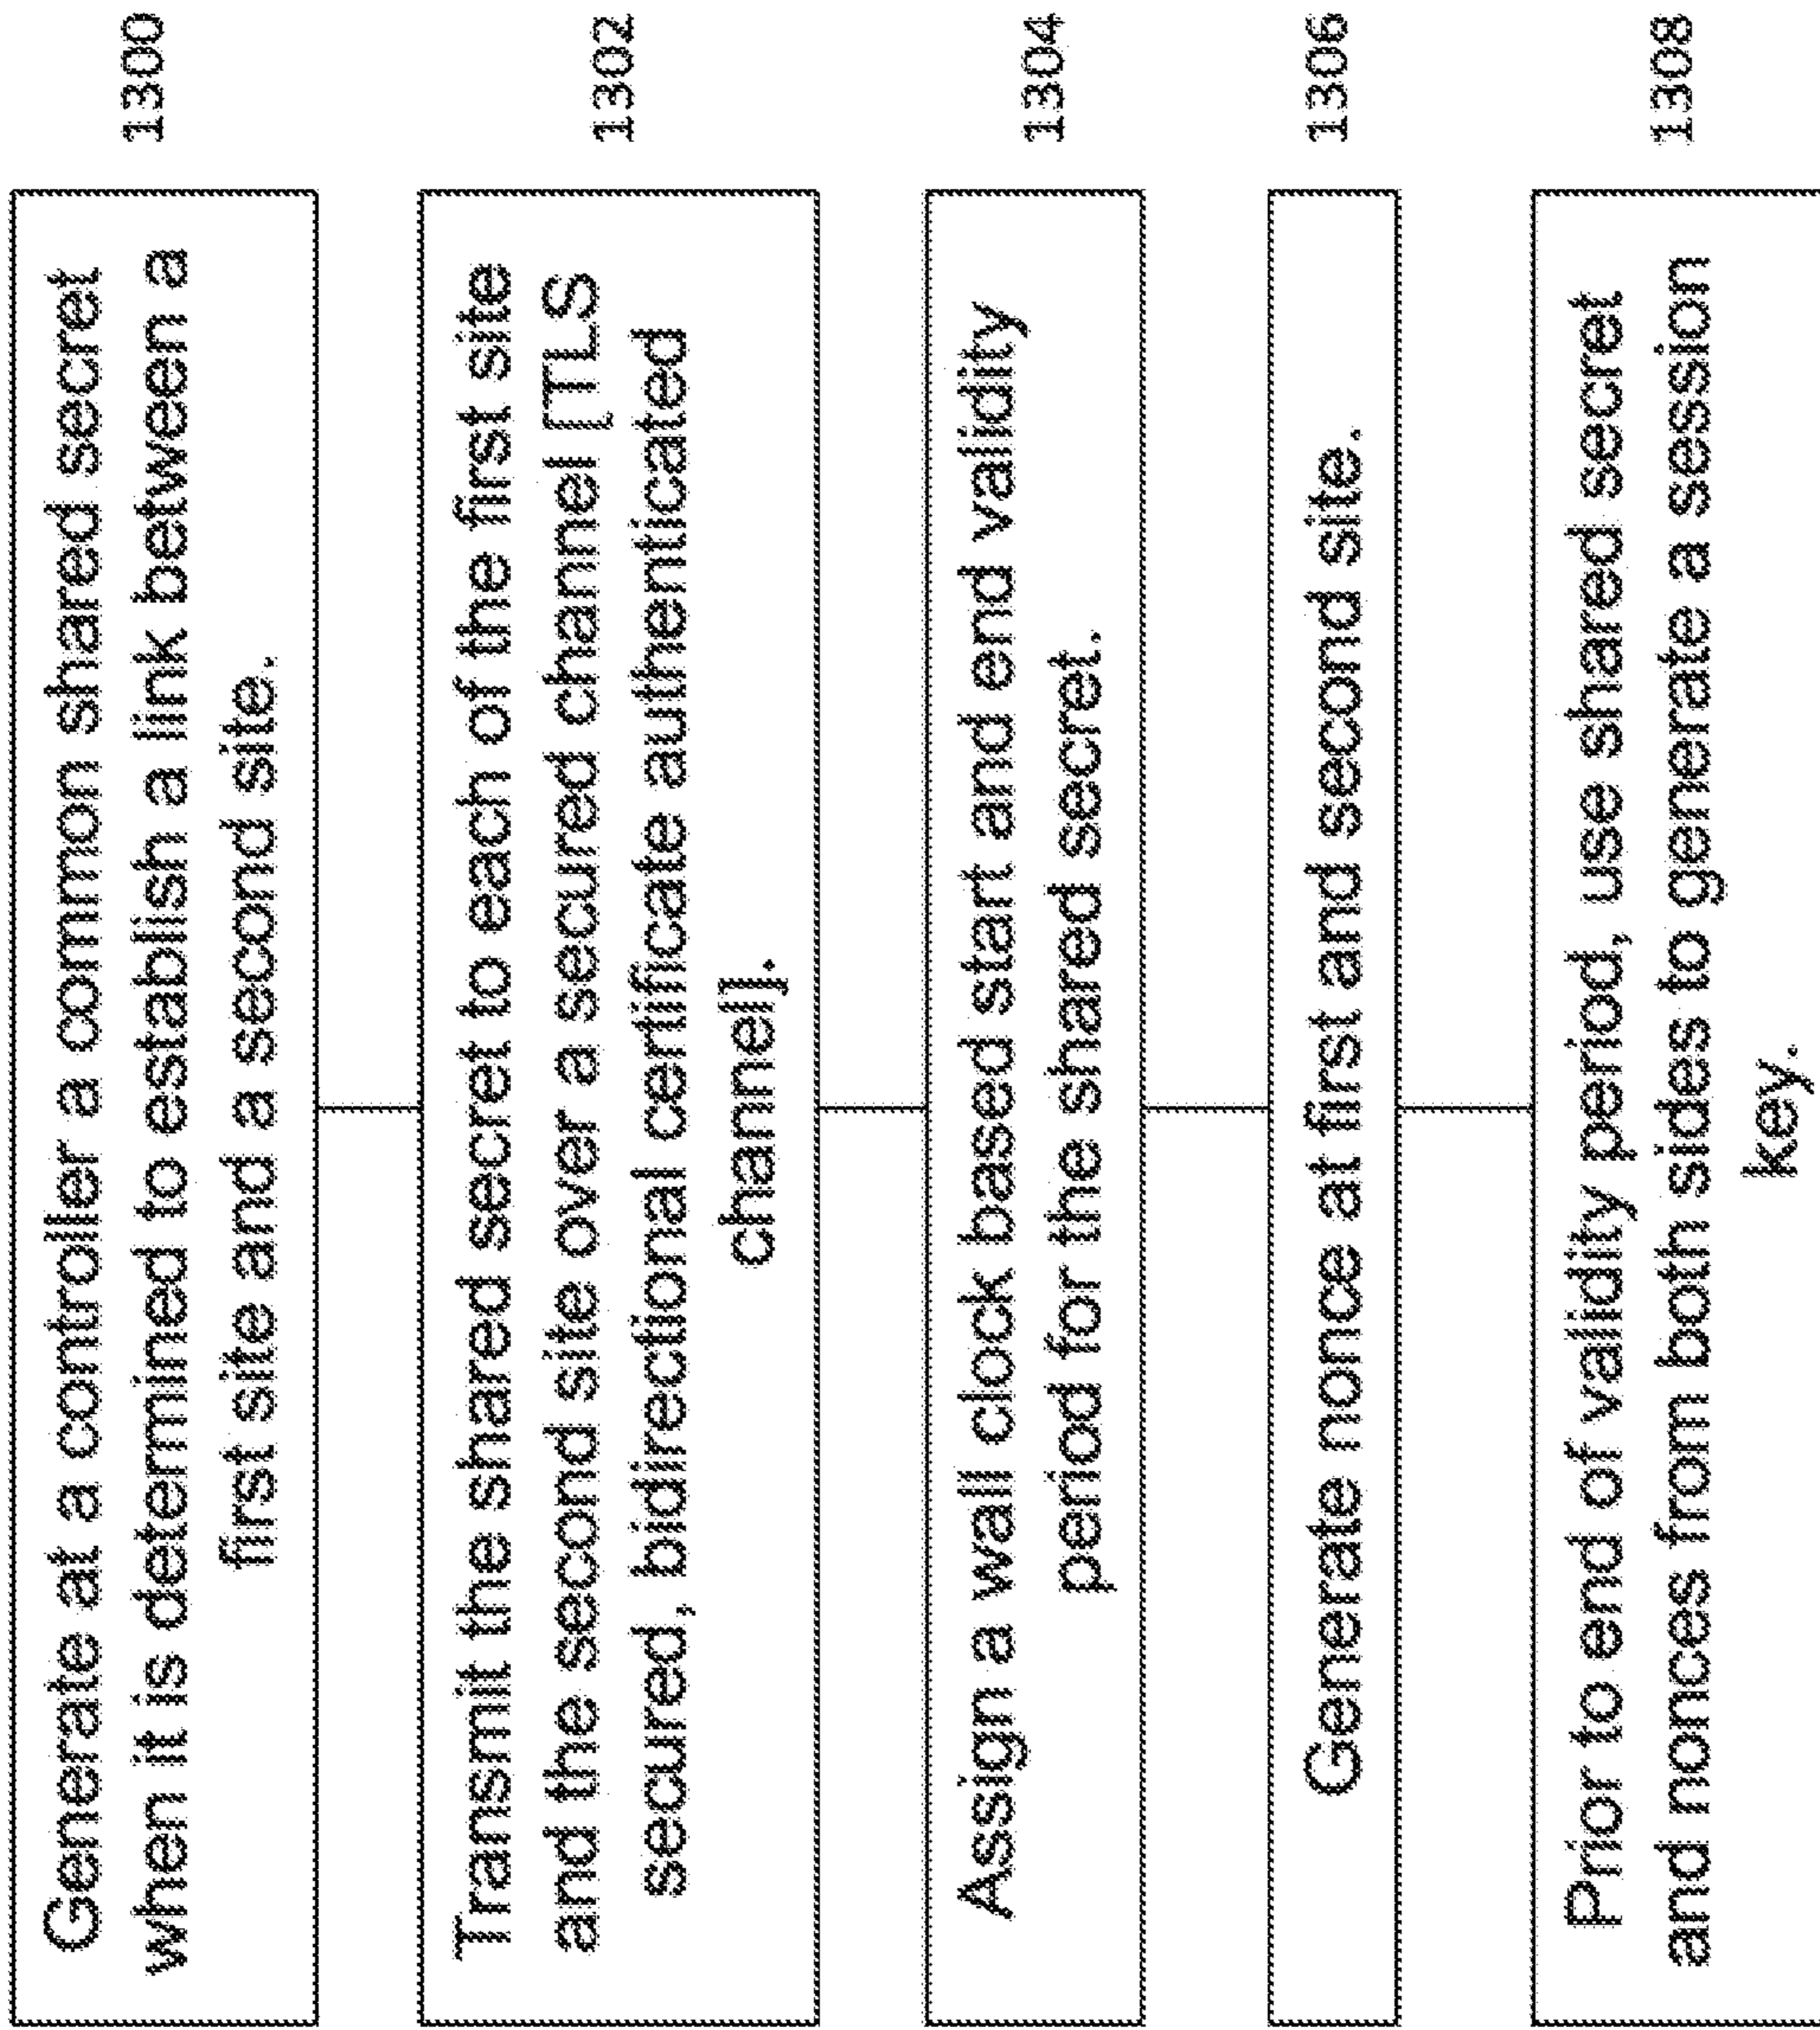 Generate at a controller a common shared secret
when it is determined to establish a link between a
first site and a second site.
1300
Transmit the shared secret to each of the first site
and the second site over a secured channel [TLS
secured, bidirectional certificate authenticated
channel].
1302
Assign a wall clock based start and end validity
period for the shared secret.
1304
Generate nonce at first and second site.
1306
Prior to end of validity period, use shared secret
and nonces from both sides to generate a session
key.
1308